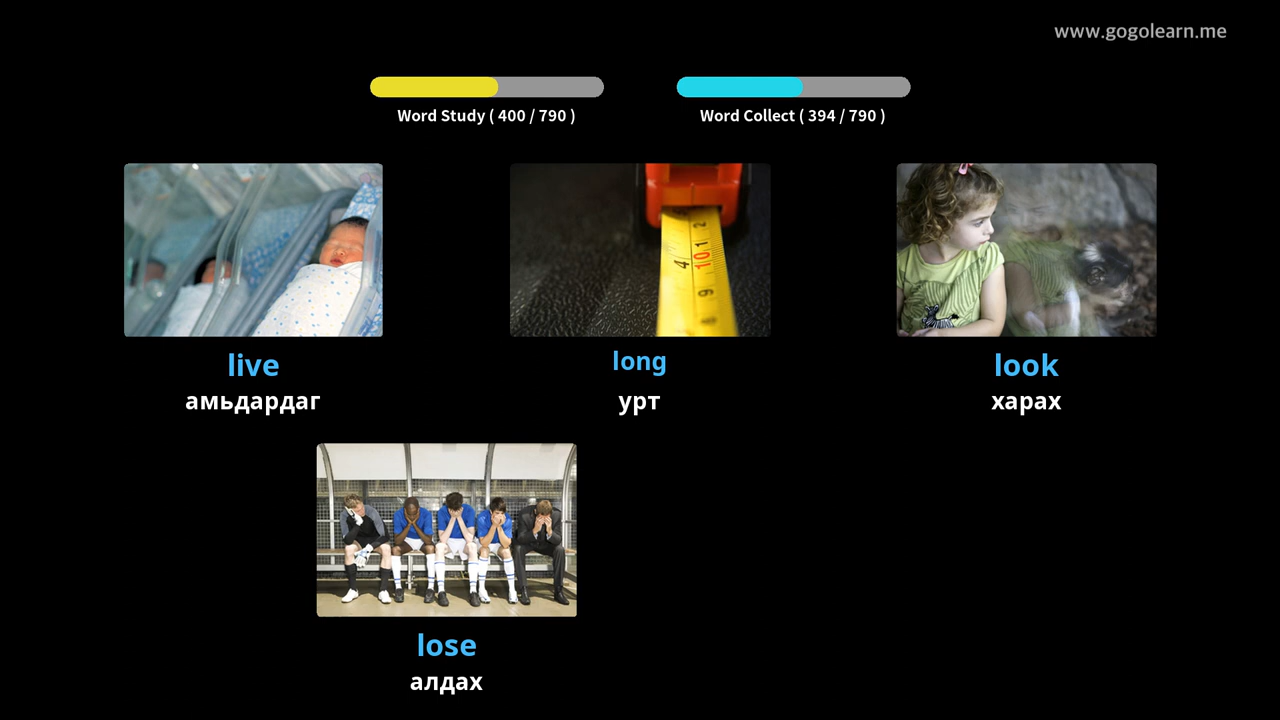 www.gogolearn.me
Word Study ( 400 / 790 )
Word Collect ( 394 / 790 )
live
амьдардаг
long
урт
look
харах
lose
алдах